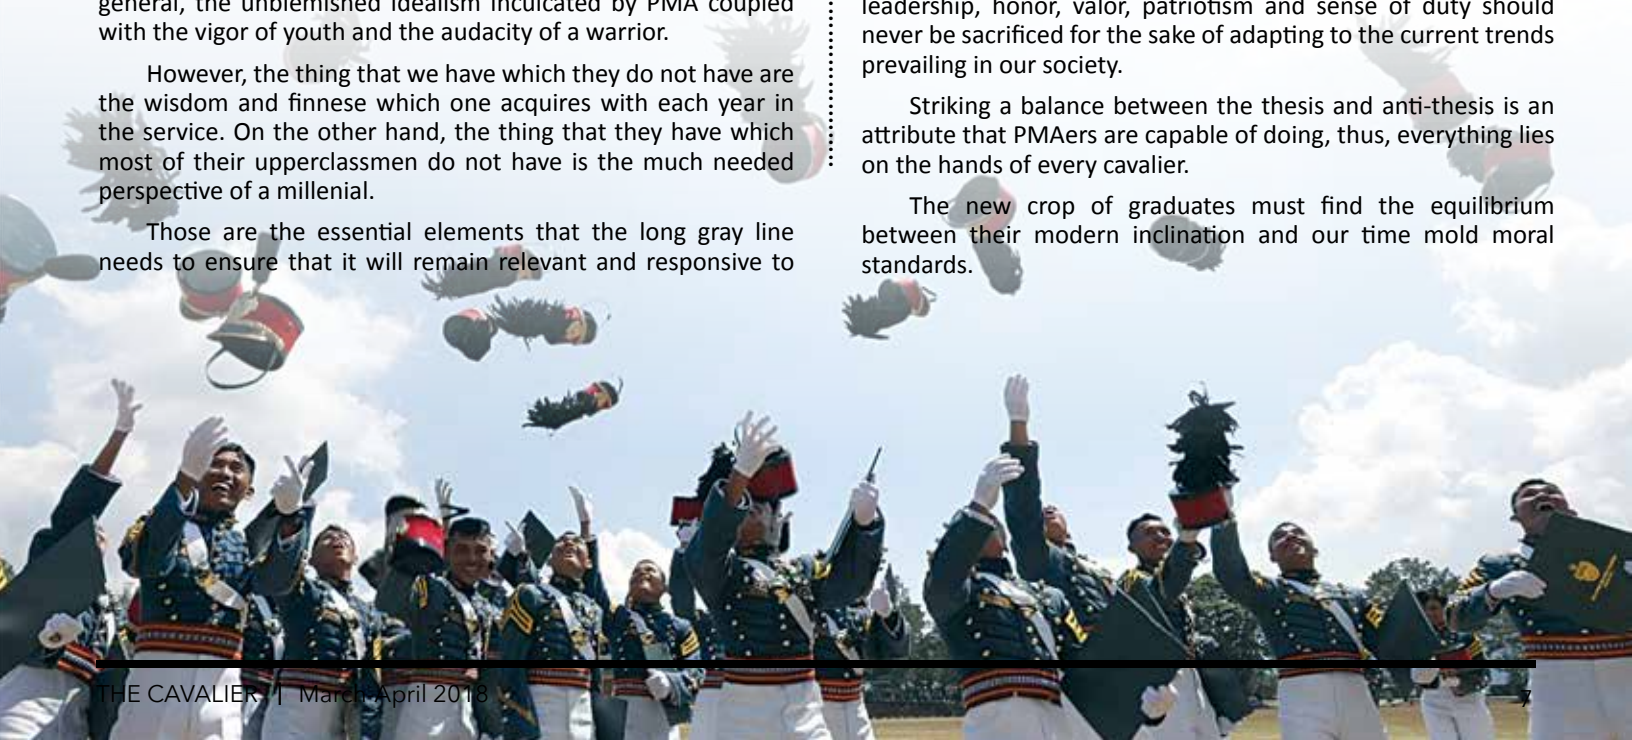 general, the unblemished idealism inculcated by PMA coupled
with the vigor of youth and the audacity of a warrior.
However, the thing that we have which they do not have are
the wisdom and finnese which one acquires with each year in
the service. On the other hand, the thing that they have which
most of their upperclassmen do not have is the much needed
perspective of a millenial.
Those are the essential elements that the long gray line
needs to ensure that it will remain relevant and responsive to
leadership, honor, valor, patriotism and sense of duty should
never be sacrificed for the sake of adapting to the current trends
prevailing in our society.
Striking a balance between the thesis and anti-thesis is an
attribute that PMAers are capable of doing, thus, everything lies
on the hands of every cavalier.
The new crop of graduates must find the equilibrium
between their modern inclination and our time mold moral
standards.
THE CAVALIER | March-April 2018
7